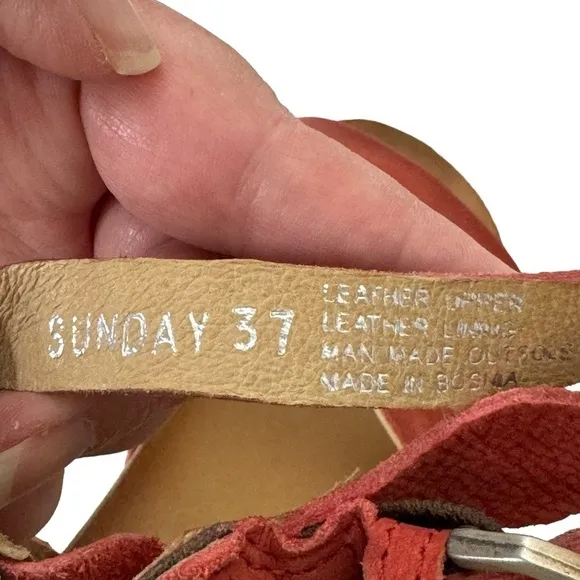 SUNDAY 37
LEATHER UPPER
LEATHER LINING
MAN MADE OUTSOLE
MADE IN BOSNIA